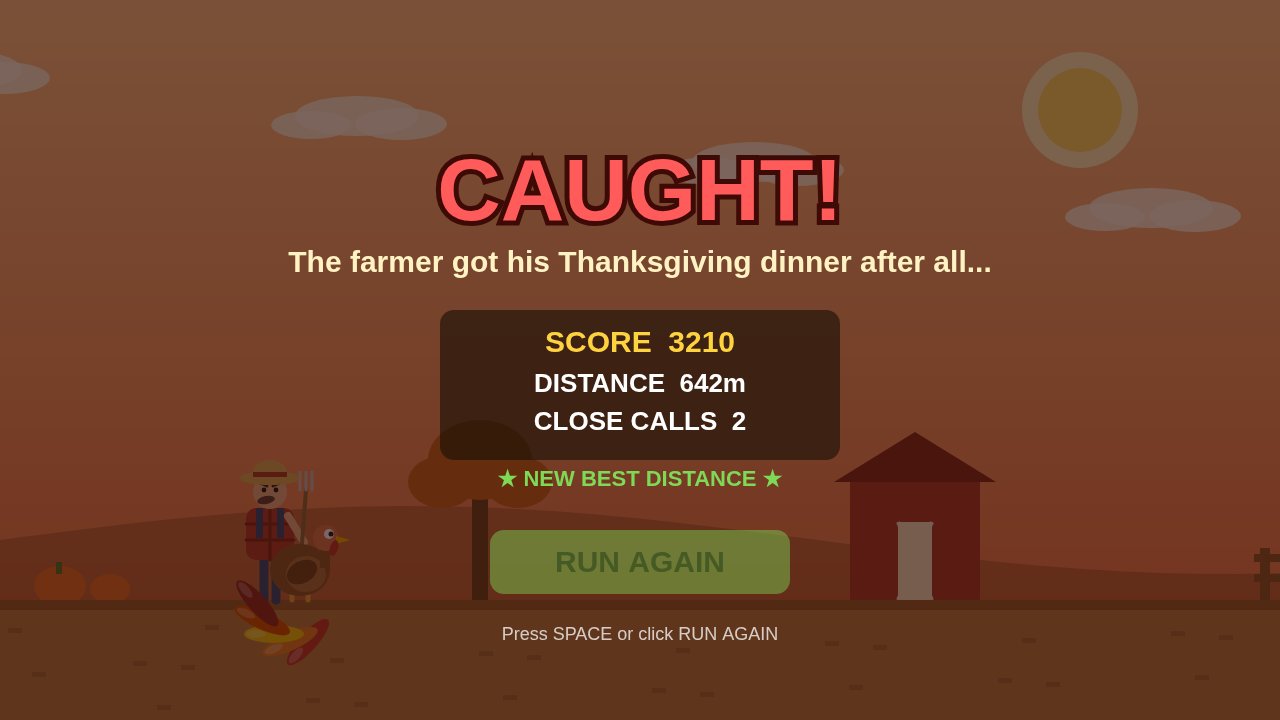 CAUGHT!
The farmer got his Thanksgiving dinner after all...
SCORE 3210
DISTANCE 642m
CLOSE CALLS 2
★ NEW BEST DISTANCE ★
RUN AGAIN
Press SPACE or click RUN AGAIN